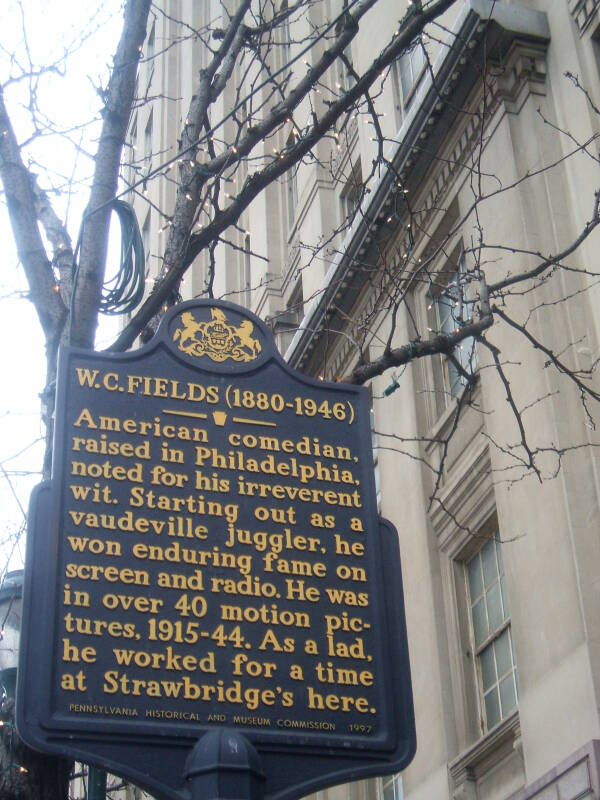 W.C. FIELDS (1880-1946)
American comedian,
raised in Philadelphia,
noted for his irreverent
wit. Starting out as a
vaudeville juggler, he
won enduring fame on
screen and radio. He was
in over 40 motion pic-
tures, 1915-44. As a lad,
he worked for a time
at Strawbridge's here.
PENNSYLVANIA HISTORICAL AND MUSEUM COMMISSION 1997